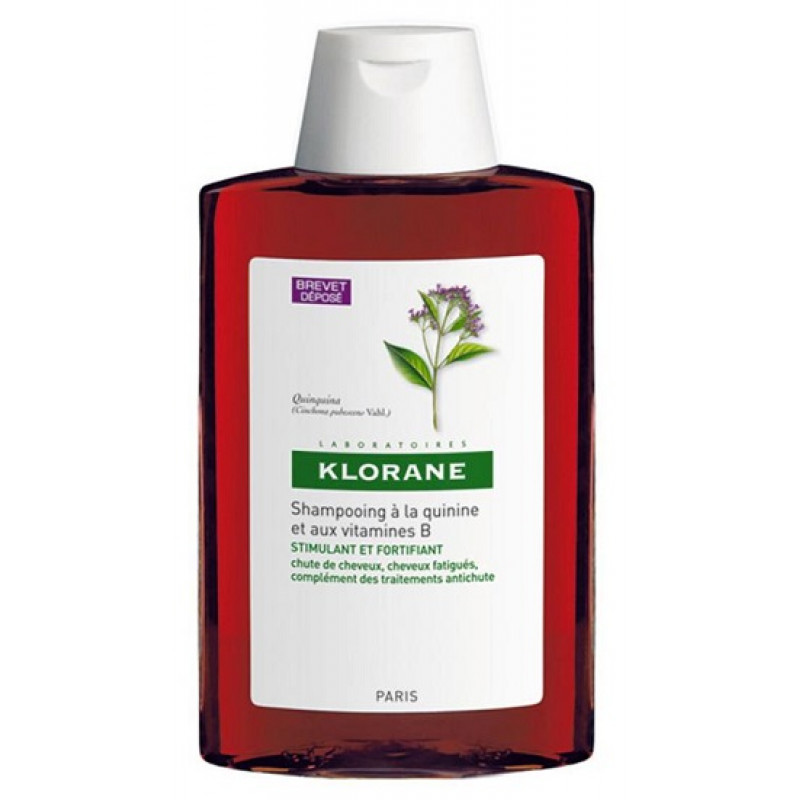 BREVET
DÉPOSÉ
Quinquina
(Cinchona pubescens Vahl.)
LABORATOIRES
KLORANE
Shampooing à la quinine
et aux vitamines B
STIMULANT ET FORTIFIANT
chute de cheveux, cheveux fatigués,
complément des traitements antichute
PARIS